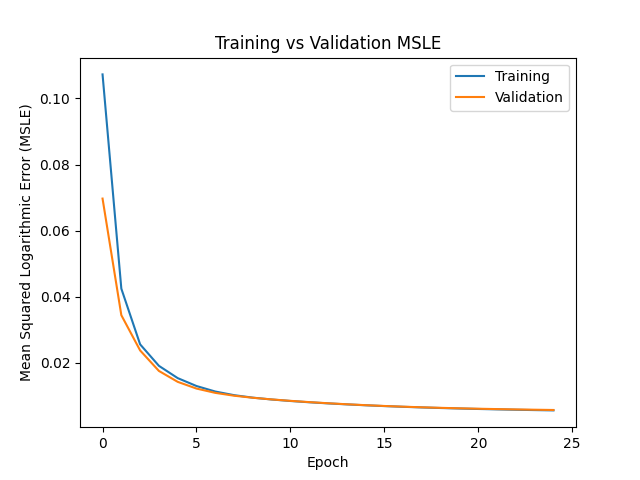 Training vs Validation MSLE
Training
Validation
Mean Squared Logarithmic Error (MSLE)
0.10
0.08
0.06
0.04
0.02
0
5
10
15
20
25
Epoch